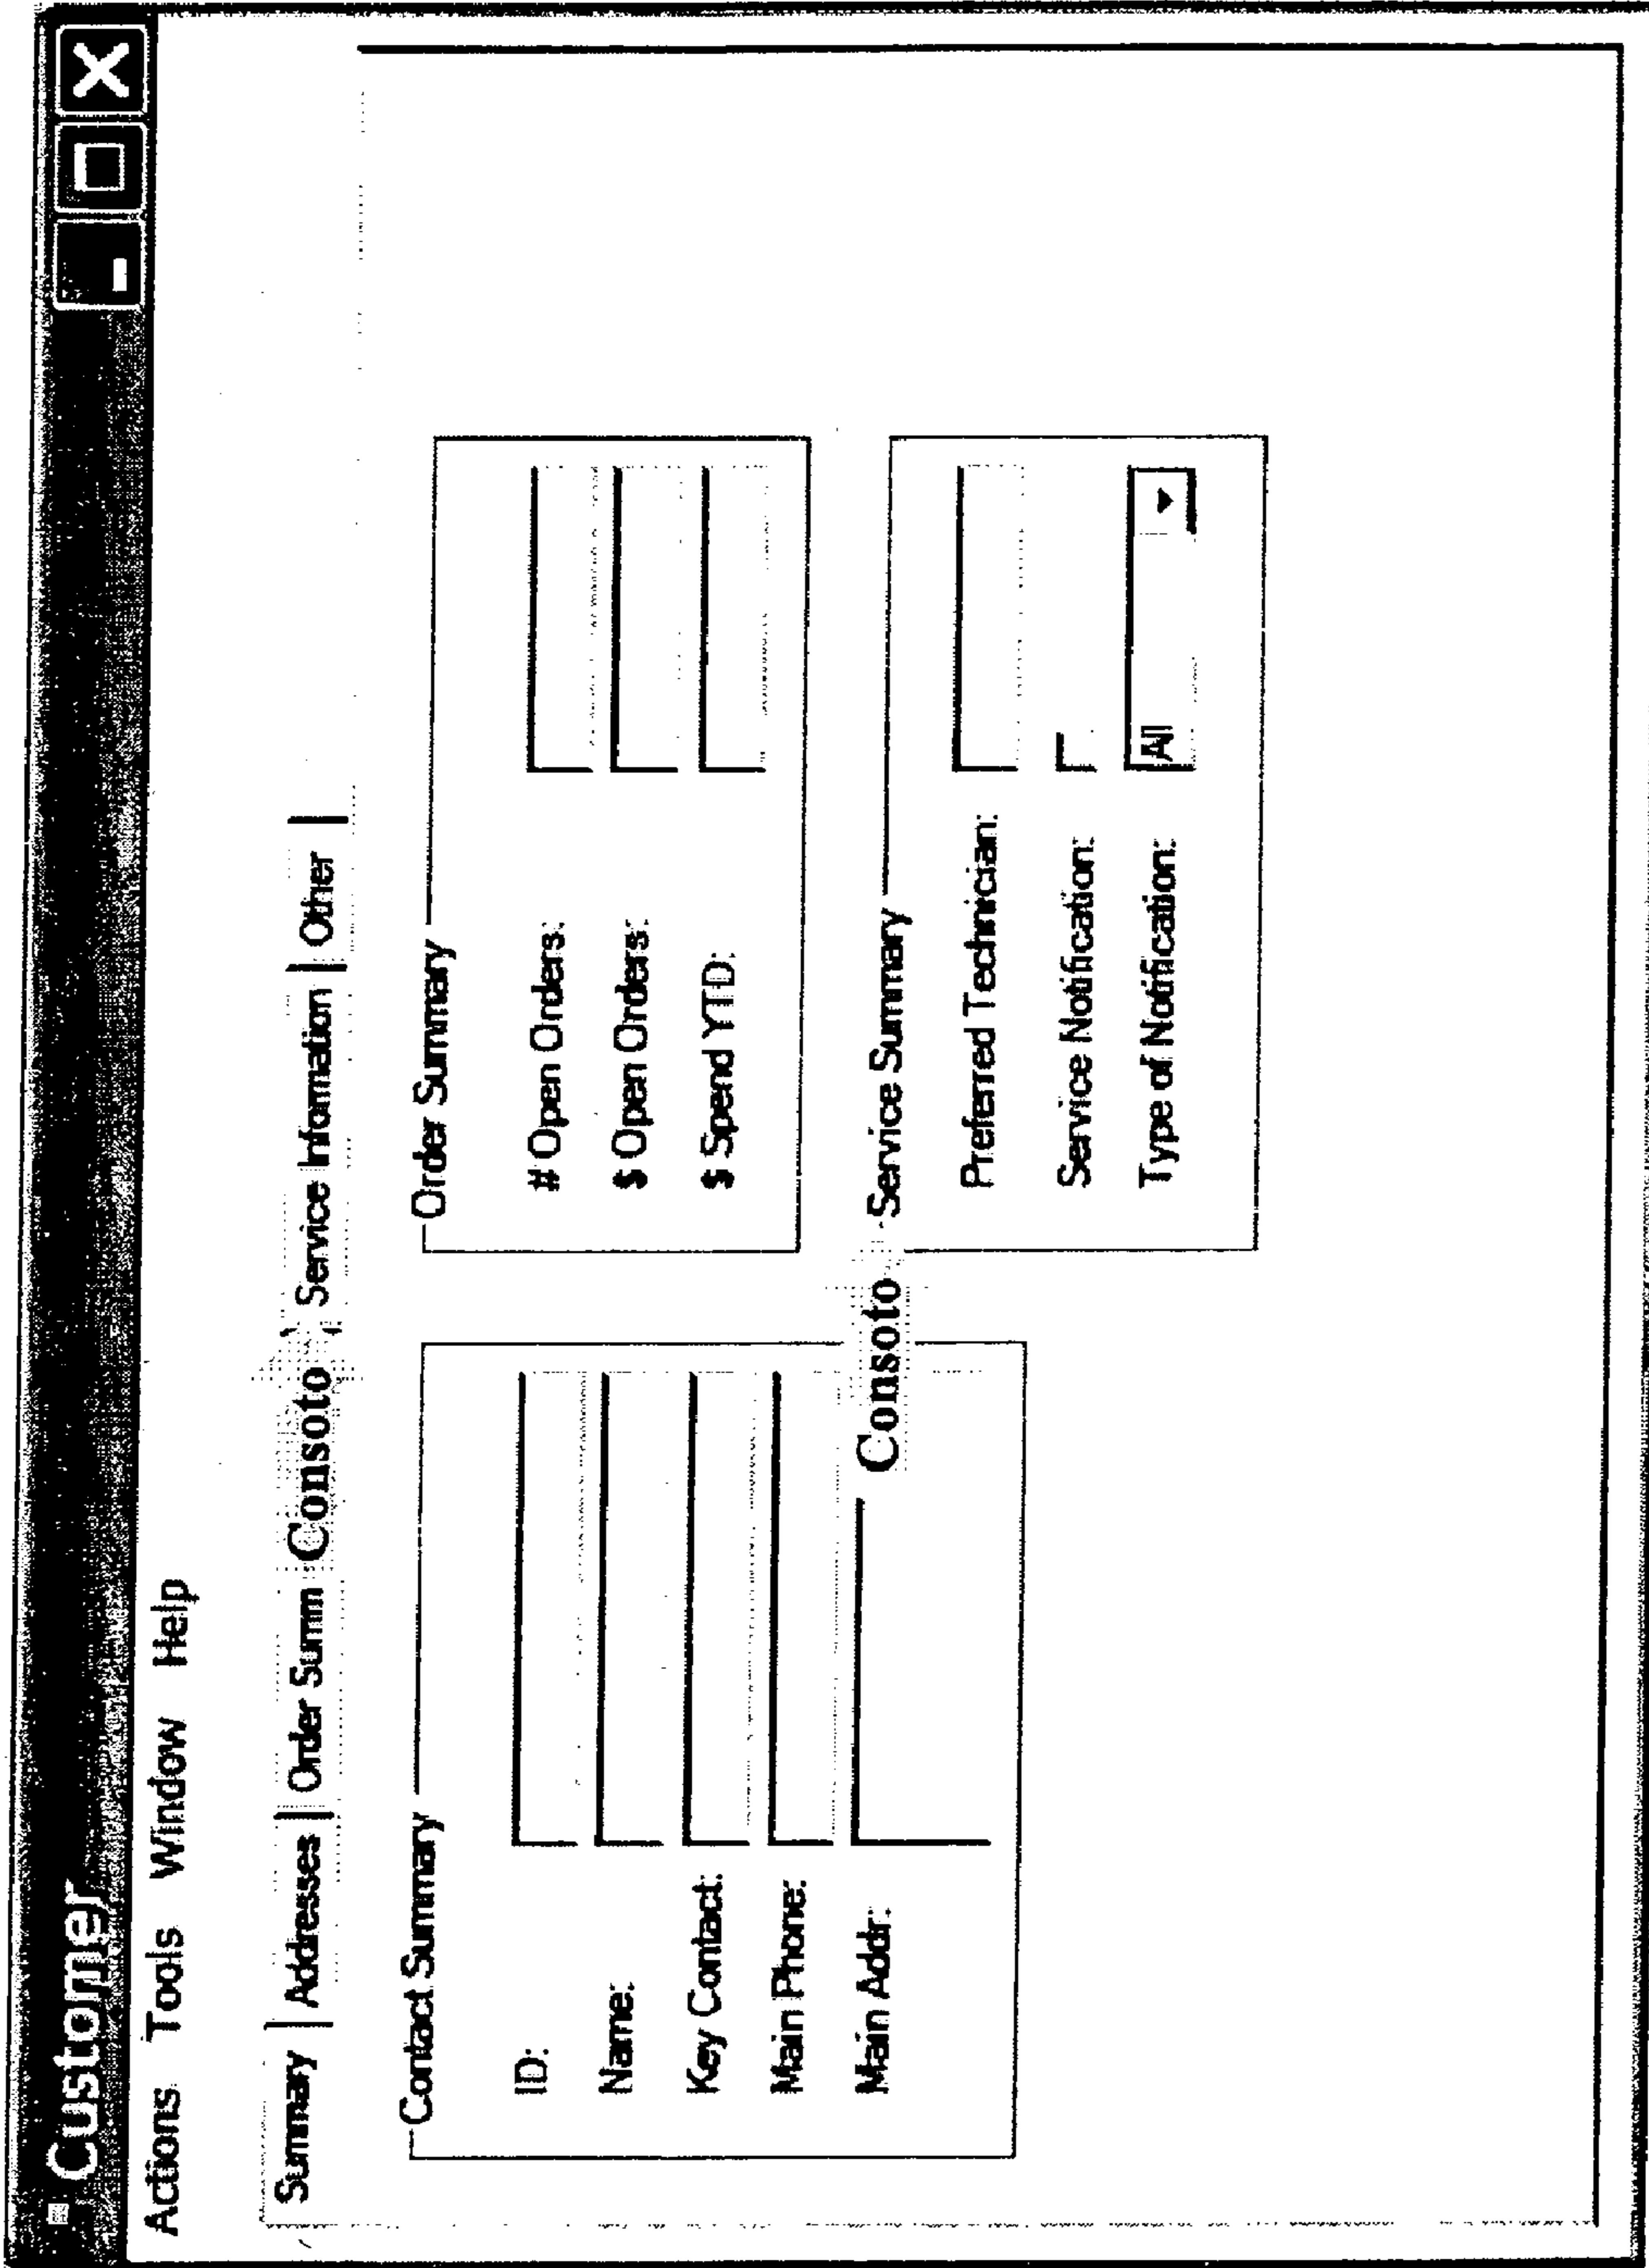 Customer
Actions Tools Window Help
Summary Addresses Order Summ Consoto Service Information Other
Contact Summary
ID:
Name:
Key Contact:
Main Phone:
Main Addr:
Consoto
Order Summary
# Open Orders:
$ Open Orders:
$ Spend YTD:
Service Summary
Preferred Technician:
Service Notification:
Type of Notification: All